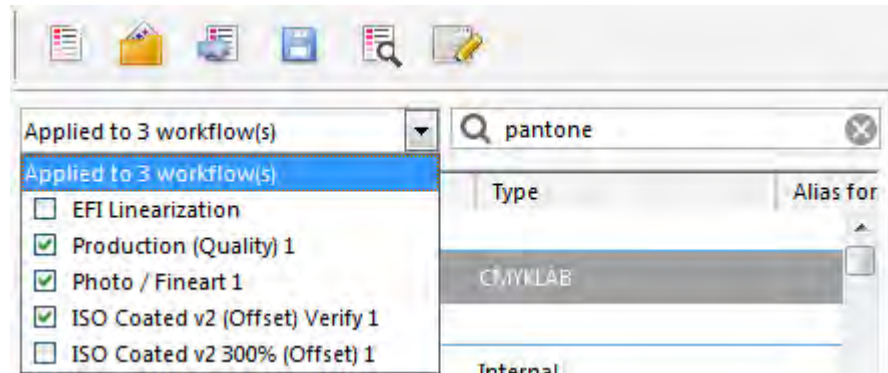 Applied to 3 workflow(s)
pantone
Applied to 3 workflow(s)
EFI Linearization
Production (Quality) 1
Photo / Fineart 1
ISO Coated v2 (Offset) Verify 1
ISO Coated v2 300% (Offset) 1
Type
Alias for
CMYKLAB
Internal